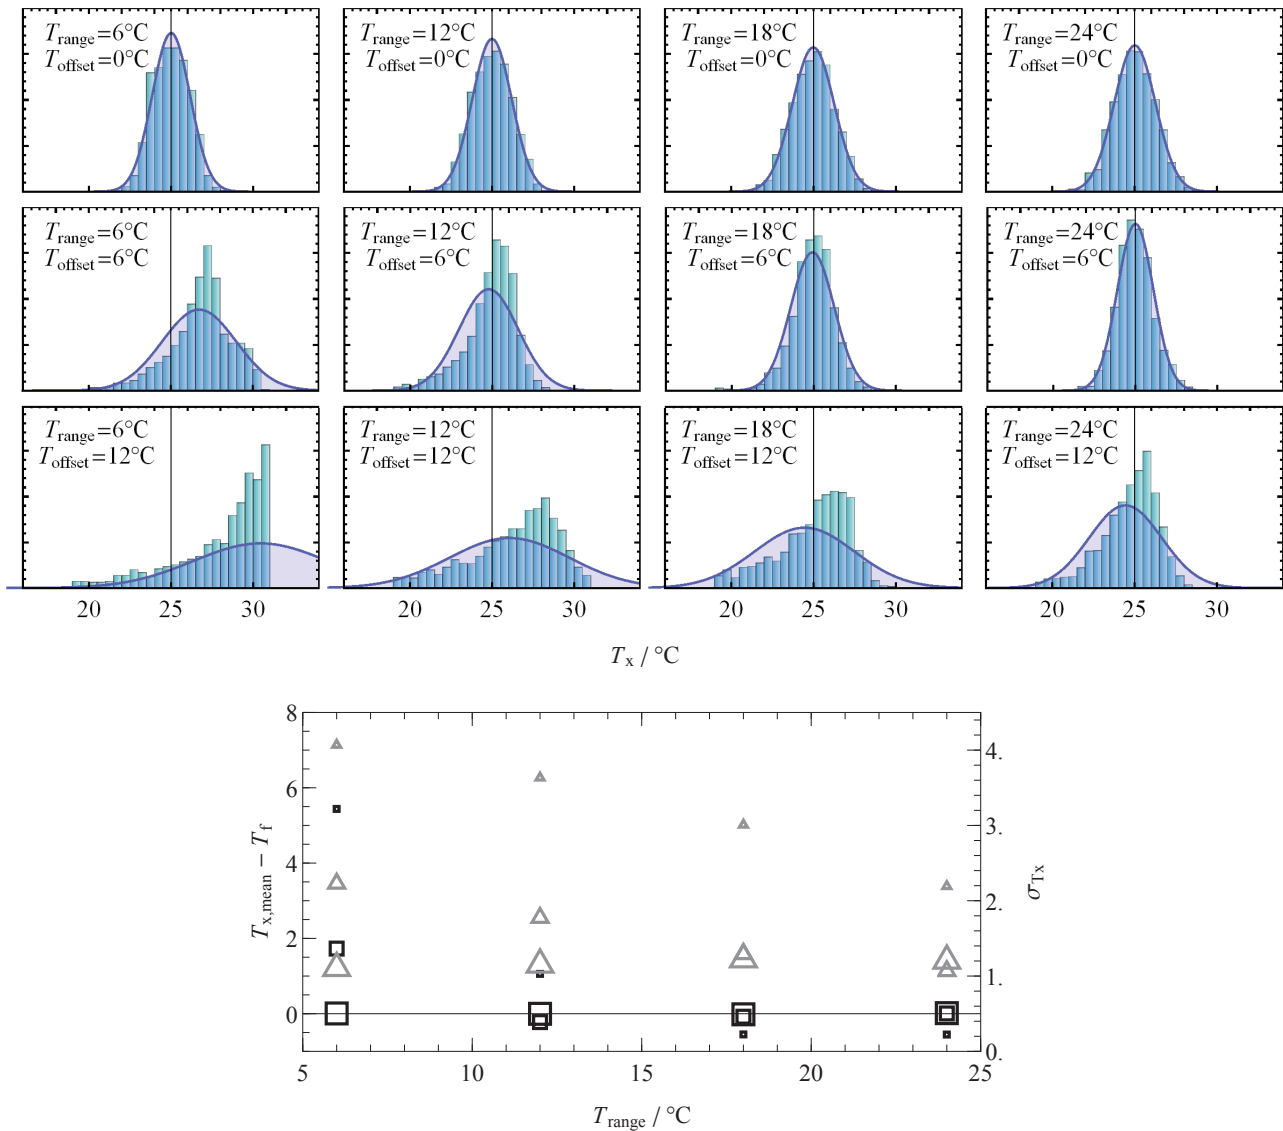 T_range=6°C T_range=12°C T_range=18°C T_range=24°C
T_offset=0°C T_offset=0°C T_offset=0°C T_offset=0°C
T_range=6°C T_range=12°C T_range=18°C T_range=24°C
T_offset=6°C T_offset=6°C T_offset=6°C T_offset=6°C
T_range=6°C T_range=12°C T_range=18°C T_range=24°C
T_offset=12°C T_offset=12°C T_offset=12°C T_offset=12°C
20 25 30 20 25 30 20 25 30 20 25 30
T_x / °C
8
6
4
2
0
T_x,mean − T_f
4.
3.
2.
1.
0.
σ_Tx
5 10 15 20 25
T_range / °C